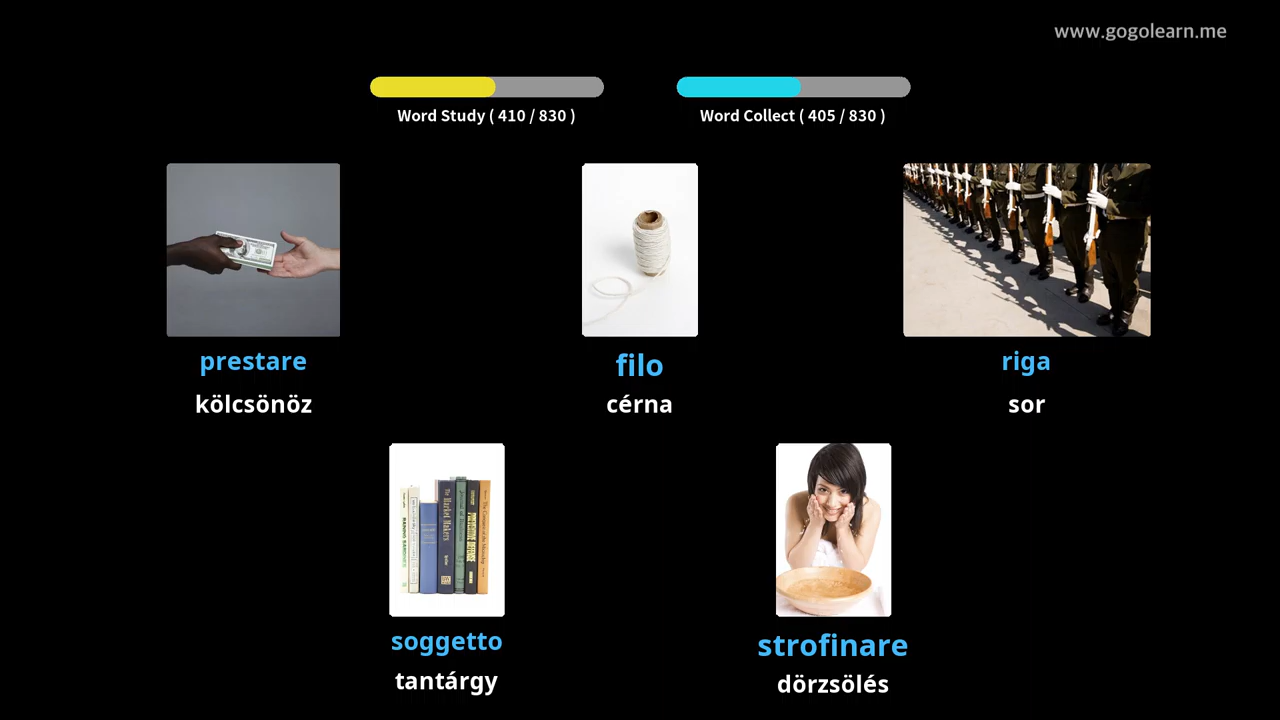 www.gogolearn.me
Word Study ( 410 / 830 )
Word Collect ( 405 / 830 )
prestare
filo
riga
kölcsönöz
cérna
sor
soggetto
strofinare
tantárgy
dörzsölés